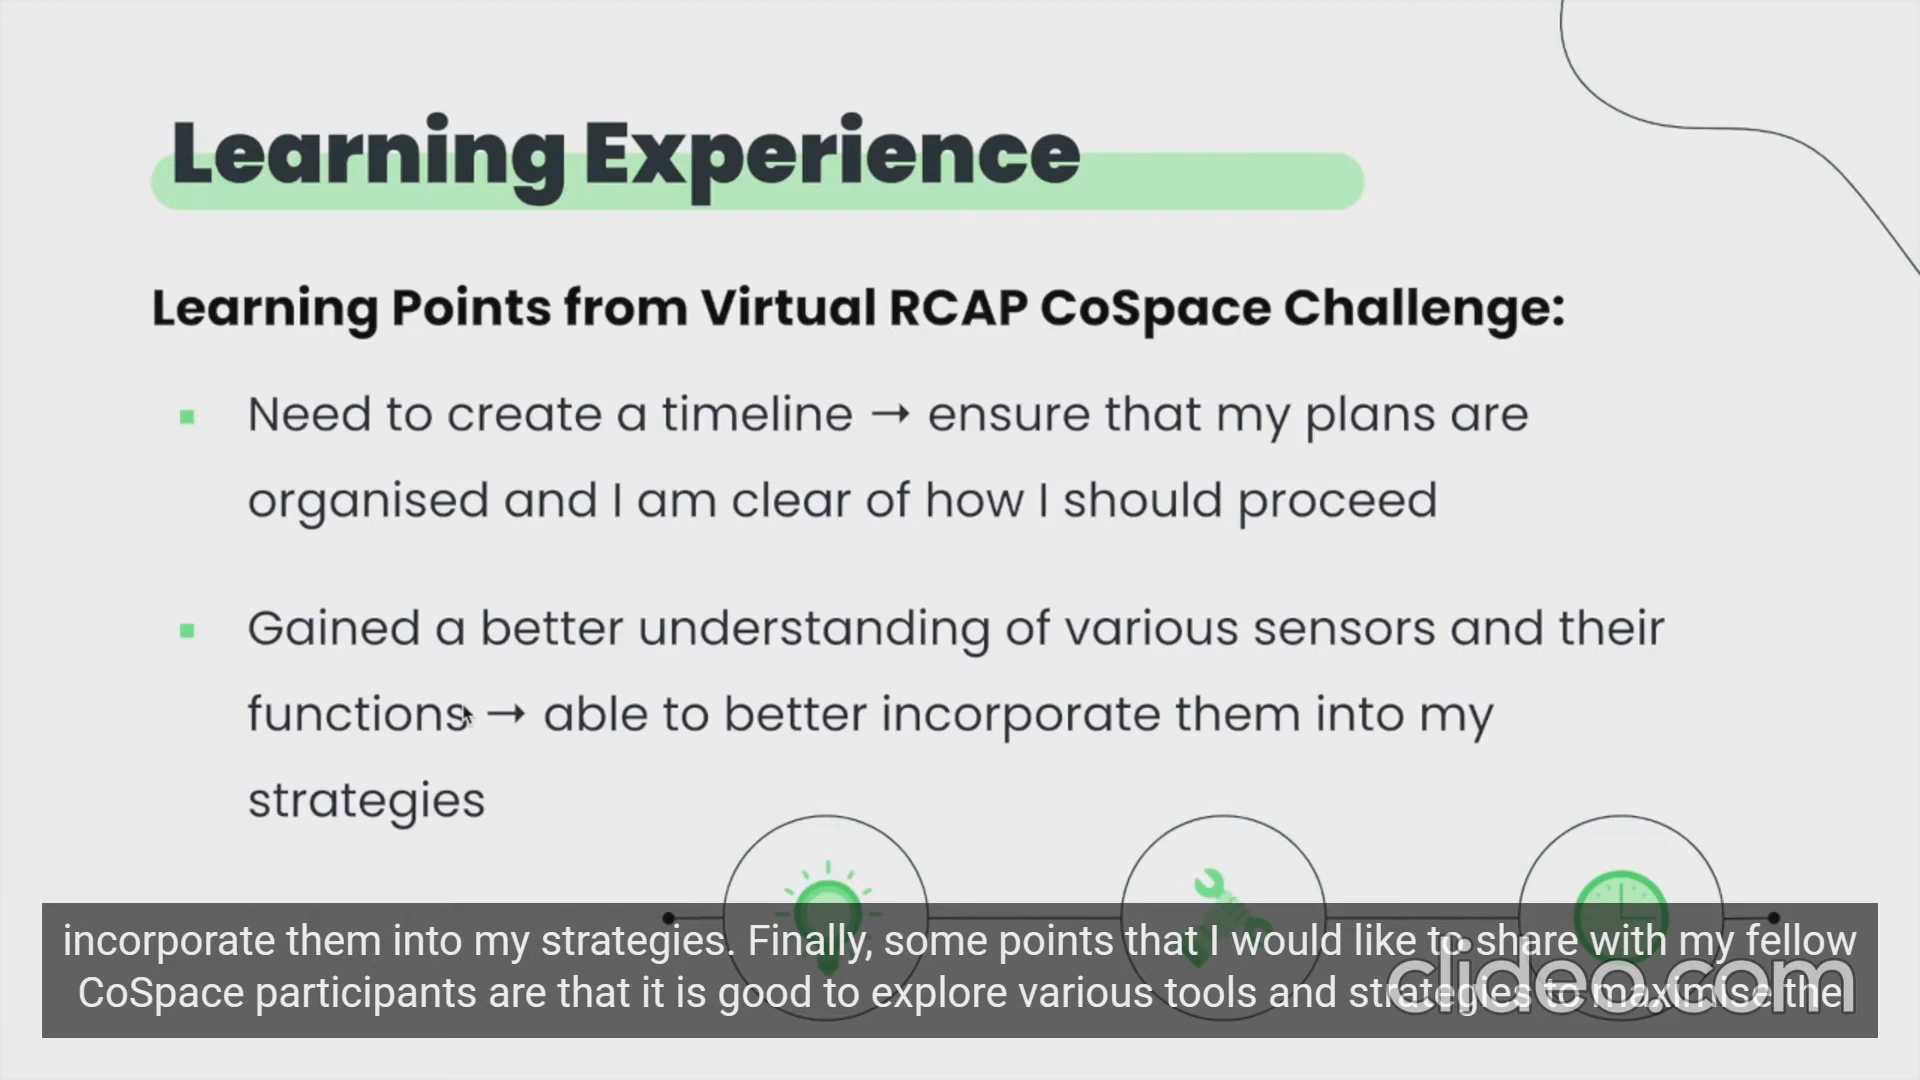 Learning Experience
Learning Points from Virtual RCAP CoSpace Challenge:
▪ Need to create a timeline → ensure that my plans are
organised and I am clear of how I should proceed
▪ Gained a better understanding of various sensors and their
functions → able to better incorporate them into my
strategies
incorporate them into my strategies. Finally, some points that I would like to share with my fellow
CoSpace participants are that it is good to explore various tools and strategies to maximise the
clideo.com